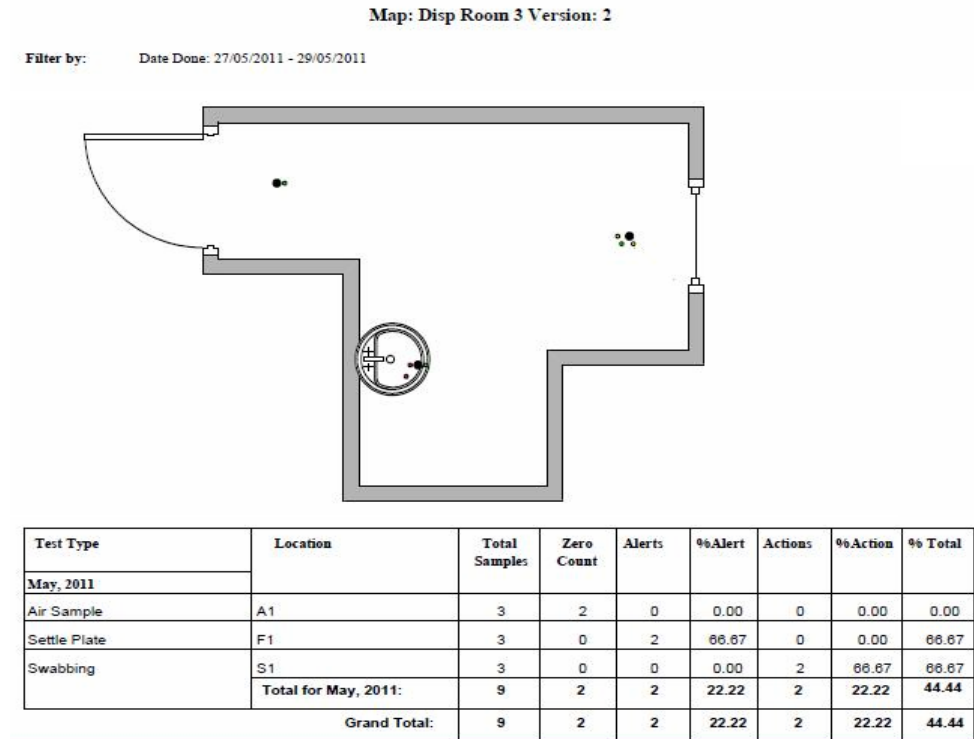 Map: Disp Room 3 Version: 2
Filter by: Date Done: 27/05/2011 - 29/05/2011
Test Type Location Total Samples Zero Count Alerts %Alert Actions %Action % Total
May, 2011
Air Sample A1 3 2 0 0.00 0 0.00 0.00
Settle Plate F1 3 0 2 66.67 0 0.00 66.67
Swabbing S1 3 0 0 0.00 2 66.67 66.67
Total for May, 2011: 9 2 2 22.22 2 22.22 44.44
Grand Total: 9 2 2 22.22 2 22.22 44.44